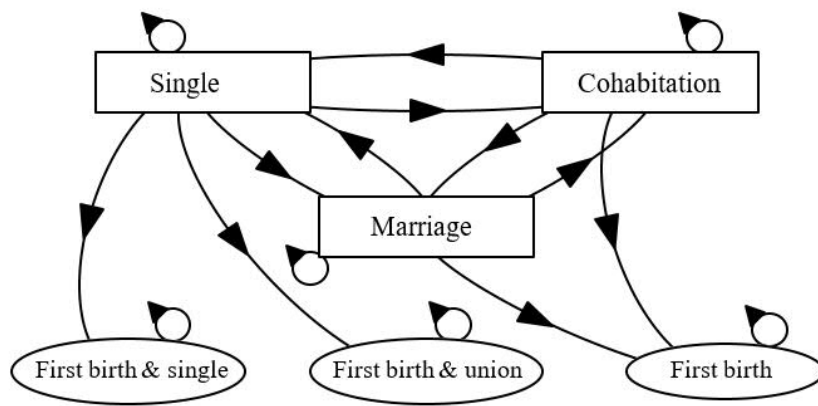 Single
Cohabitation
Marriage
First birth & single
First birth & union
First birth